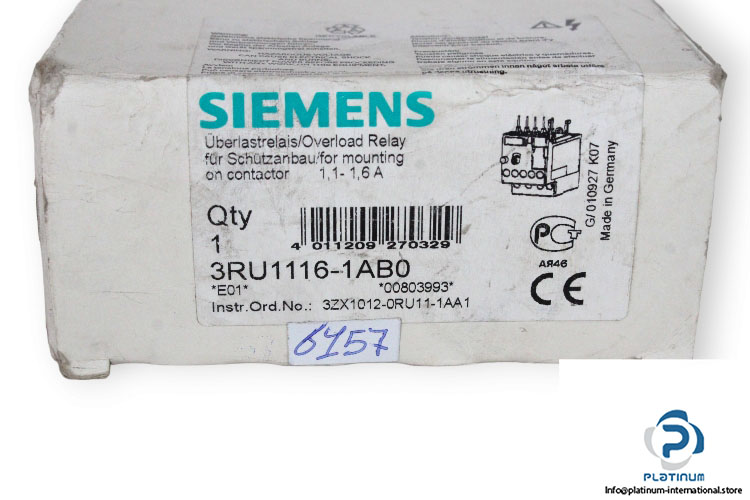 SIEMENS
Überlastrelais/Overload Relay
für Schützanbau/for mounting
on contactor 1,1- 1,6 A
Qty
1
4 011209 270329
3RU1116-1AB0
*E01* *00803993*
Instr.Ord.No.: 3ZX1012-0RU11-1AA1
G/010927 K07
Made in Germany
PCT
АЯ46
CE
6157
PLATINUM
Info@platinum-international.store